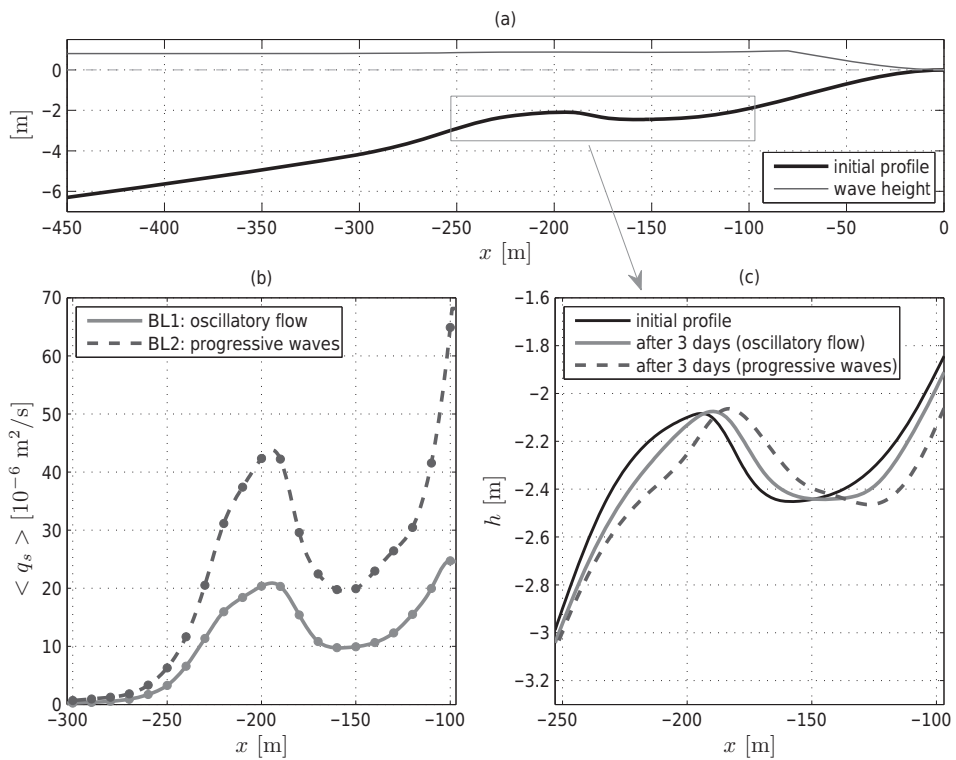 (a)
0
−2
−4
−6
[m]
initial profile
wave height
−450 −400 −350 −300 −250 −200 −150 −100 −50 0
x [m]
(b)
70
60
50
40
30
20
10
0
< q_s > [10^{−6} m^2/s]
BL1: oscillatory flow
BL2: progressive waves
−300 −250 −200 −150 −100
x [m]
(c)
−1.6
−1.8
−2
−2.2
−2.4
−2.6
−2.8
−3
−3.2
h [m]
initial profile
after 3 days (oscillatory flow)
after 3 days (progressive waves)
−250 −200 −150 −100
x [m]